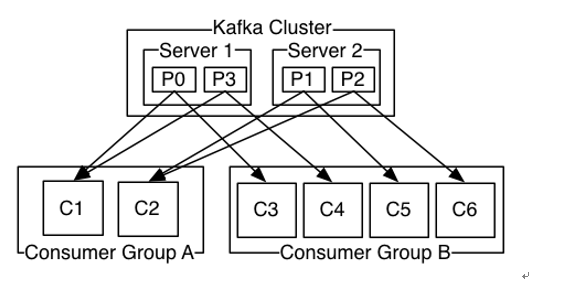 Kafka Cluster
Server 1 Server 2
P0 P3 P1 P2
C1 C2 C3 C4 C5 C6
Consumer Group A Consumer Group B